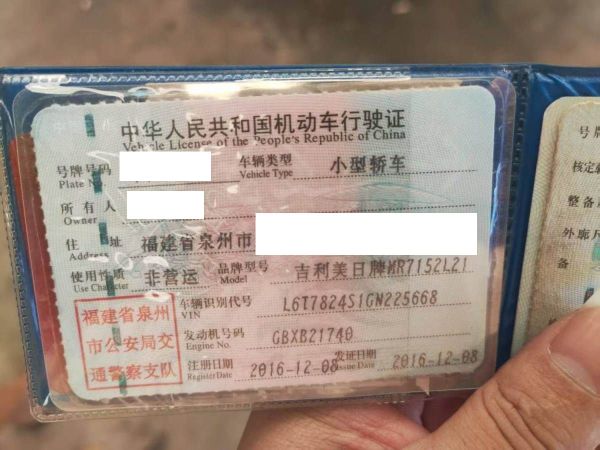 中华人民共和国机动车行驶证
Vehicle License of the People's Republic of China
号牌号码
Plate N
车辆类型
Vehicle Type
小型轿车
所有人
Owner
住 址
Address
福建省泉州市
使用性质
Use Character
非营运
品牌型号
Model
吉利美日牌MR7152L21
车辆识别代号
VIN
L6T7824S1GN225668
发动机号码
Engine No.
GBXB21740
注册日期
Register Date
2016-12-08
发证日期
Issue Date
2016-12-08
福建省泉州
市公安局交
通警察支队
号牌
核定载
整备
外廓尺
备